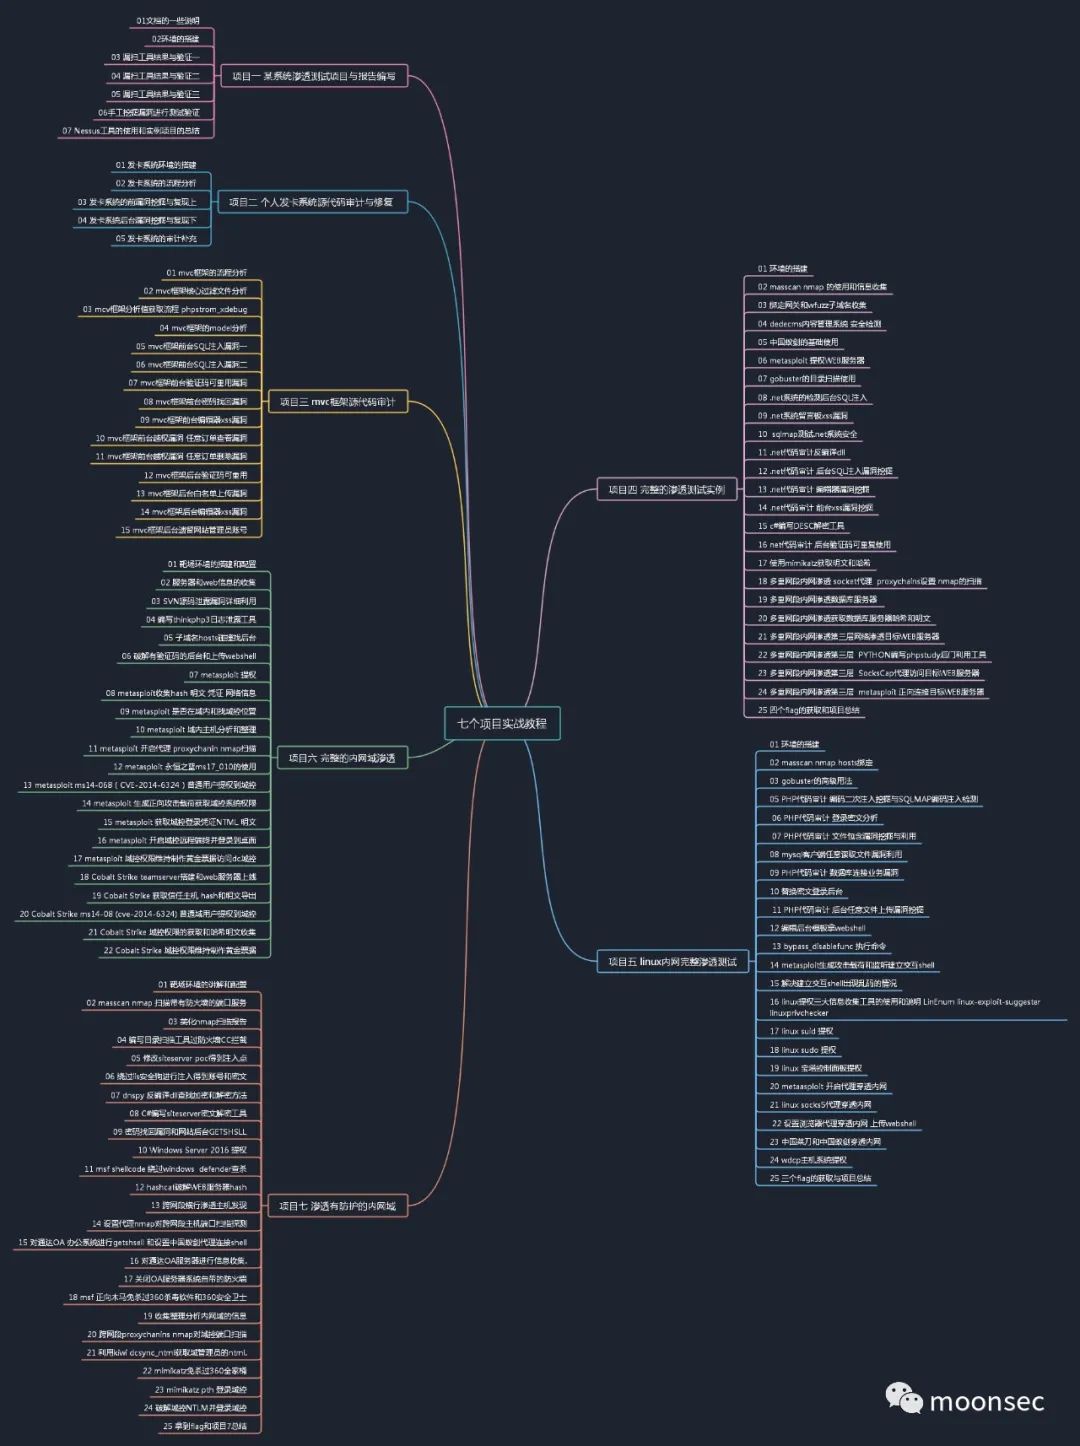 01文档的一些说明
02环境的搭建
03 漏扫工具结果与验证一
04 漏扫工具结果与验证二
05 漏扫工具结果与验证三
06手工挖掘漏洞进行测试验证
07 Nessus工具的使用和实例项目的总结
项目一 某系统渗透测试项目与报告编写
01 发卡系统环境的搭建
02 发卡系统的流程分析
03 发卡系统的前漏洞挖掘与复现上
04 发卡系统后台漏洞挖掘与复现下
05 发卡系统的审计补充
项目二 个人发卡系统源代码审计与修复
01 mvc框架的流程分析
02 mvc框架核心过滤文件分析
03 mcv框架分析值获取流程 phpstrom_xdebug
04 mvc框架的model分析
05 mvc框架前台SQL注入漏洞一
06 mvc框架前台SQL注入漏洞二
07 mvc框架前台验证码可重用漏洞
08 mvc框架前台密码找回漏洞
09 mvc框架前台编辑器xss漏洞
10 mvc框架前台越权漏洞 任意订单查看漏洞
11 mvc框架前台越权漏洞 任意订单删除漏洞
12 mvc框架后台验证码可重用
13 mvc框架后台白名单上传漏洞
14 mvc框架后台编辑器xss漏洞
15 mvc框架后台遗留网站管理员账号
项目三 mvc框架源代码审计
01 靶场环境的搭建和配置
02 服务器和web信息的收集
03 SVN源码泄露漏洞详细利用
04 编写thinkphp3日志泄露工具
05 子域名hosts碰撞找后台
06 破解有验证码的后台和上传webshell
07 metasploit 提权
08 metasploit收集hash 明文 凭证 网络信息
09 metasploit 是否在域内和找域控位置
10 metasploit 域内主机分析和整理
11 metasploit 开启代理 proxychanin nmap扫描
12 metasploit 永恒之蓝ms17_010的使用
13 metasploit ms14-068 ( CVE-2014-6324 ) 普通用户提权到域控
14 metasploit 生成正向攻击载荷获取域控系统权限
15 metasploit 获取域控登录凭证NTML 明文
16 metasploit 开启域控远程终端并登录到桌面
17 metasploit 域控权限维持制作黄金票据访问dc域控
18 Cobalt Strike teamserver搭建和web服务器上线
19 Cobalt Strike 获取信任主机 hash和明文导出
20 Cobalt Strike ms14-08 (cve-2014-6324) 普通域用户提权到域控
21 Cobalt Strike 域控权限的获取和哈希明文收集
22 Cobalt Strike 域控权限维持制作黄金票据
项目六 完整的内网域渗透
01 靶场环境的讲解和配置
02 masscan nmap 扫描带有防火墙的端口服务
03 美化nmap扫描报告
04 编写目录扫描工具过防火墙CC拦截
05 修改siteserver poc得到注入点
06 绕过iis安全狗进行注入得到账号和密文
07 dnspy 反编译dll查找加密和解密方法
08 C#编写siteserver密文解密工具
09 密码找回漏洞和网站后台GETSHSLL
10 Windows Server 2016 提权
11 msf shellcode 绕过windows defender查杀
12 hashcat破解WEB服务器hash
13 跨网段横行渗透主机发现
14 设置代理nmap对跨网段主机端口扫描探测
15 对通达OA 办公系统进行getshsell 和设置中国蚁剑代理连接shell
16 对通达OA服务器进行信息收集.
17 关闭OA服务器系统自带的防火墙
18 msf 正向木马免杀过360杀毒软件和360安全卫士
19 收集整理分析内网域的信息
20 跨网段proxychanins nmap对域控端口扫描
21 利用kiwi dcsync_ntml获取域管理员的ntml.
22 mimikatz免杀过360全家桶
23 mimikatz pth 登录域控
24 破解域控NTLM并登录域控
25 拿到flag和项目7总结
项目七 渗透有防护的内网域
七个项目实战教程
项目四 完整的渗透测试实例
01 环境的搭建
02 masscan nmap 的使用和信息收集
03 绑定网关和wfuzz子域名收集
04 dedecms内容管理系统 安全检测
05 中国蚁剑的基础使用
06 metasploit 提权WEB服务器
07 gobuster的目录扫描使用
08 .net系统的检测后台SQL注入
09 .net系统留言板xss漏洞
10 sqlmap测试.net系统安全
11 .net代码审计反编译dll
12 .net代码审计 后台SQL注入漏洞挖掘
13 .net代码审计 编辑器漏洞挖掘
14 .net代码审计 前台xss漏洞挖掘
15 c#编写DESC解密工具
16 net代码审计 后台验证码可重复使用
17 使用mimikatz获取明文和哈希
18 多重网段内网渗透 socket代理 proxychains设置 nmap的扫描
19 多重网段内网渗透数据库服务器
20 多重网段内网渗透获取数据库服务器哈希和明文
21 多重网段内网渗透第三层网络渗透目标WEB服务器
22 多重网段内网渗透第三层 PYTHON编写phpstudy后门利用工具
23 多重网段内网渗透第三层 SocksCap代理访问目标WEB服务器
24 多重网段内网渗透第三层 metasploit 正向连接目标WEB服务器
25 四个flag的获取和项目总结
项目五 linux内网完整渗透测试
01 环境的搭建
02 masscan nmap hosts绑定
03 gobuster的高级用法
05 PHP代码审计 编码二次注入挖掘与SQLMAP编码注入检测
06 PHP代码审计 登录密文分析
07 PHP代码审计 文件包含漏洞挖掘与利用
08 mysql客户端任意读取文件漏洞利用
09 PHP代码审计 数据库连接业务漏洞
10 替换密文登录后台
11 PHP代码审计 后台任意文件上传漏洞挖掘
12 编辑后台模板拿webshell
13 bypass_disablefunc 执行命令
14 metasploit生成攻击载荷和监听建立交互shell
15 解决建立交互shell出现乱码的情况
16 linux提权三大信息收集工具的使用和说明 LinEnum linux-exploit-suggester
linuxprivchecker
17 linux suid 提权
18 linux sudo 提权
19 linux 宝塔控制面板提权
20 metaasploit 开启代理穿透内网
21 linux socks5代理穿透内网
22 设置浏览器代理穿透内网 上传webshell
23 中国菜刀和中国蚁剑穿透内网
24 wdcp主机系统提权
25 三个flag的获取与项目总结
moonsec